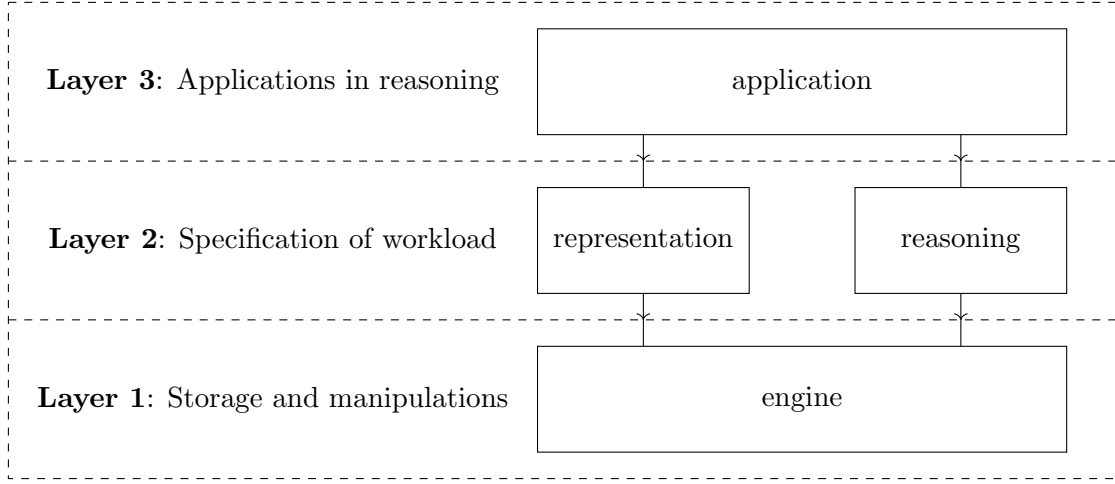 Layer 3: Applications in reasoning
application
Layer 2: Specification of workload
representation
reasoning
Layer 1: Storage and manipulations
engine